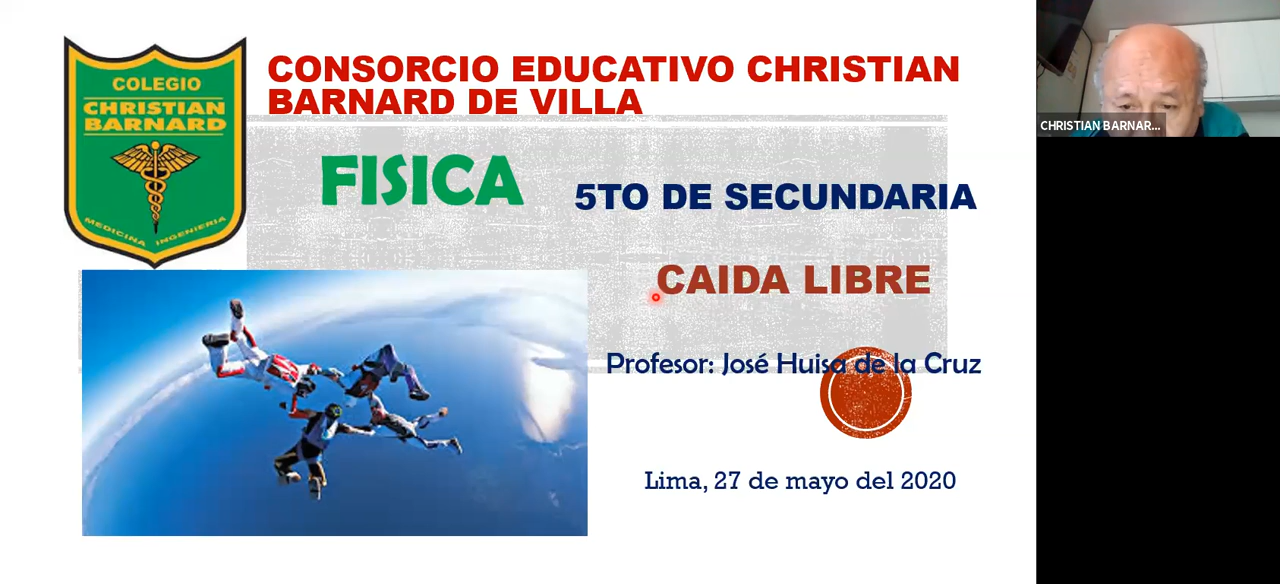 COLEGIO
CHRISTIAN
BARNARD
MEDICINA INGENIERIA
CONSORCIO EDUCATIVO CHRISTIAN
BARNARD DE VILLA
FISICA
5TO DE SECUNDARIA
CAIDA LIBRE
Profesor: José Huisa de la Cruz
Lima, 27 de mayo del 2020
CHRISTIAN BARNAR...